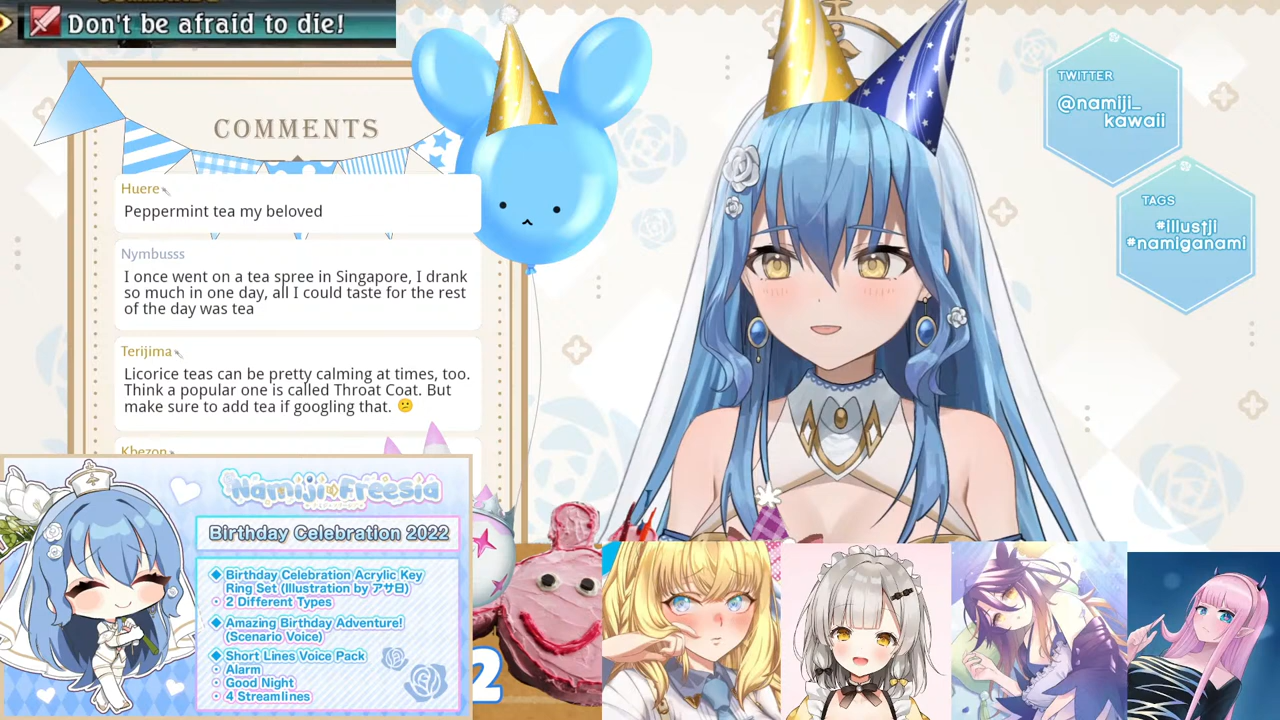 Don't be afraid to die!
COMMENTS
Huere
Peppermint tea my beloved
Nymbusss
I once went on a tea spree in Singapore, I drank
so much in one day, all I could taste for the rest
of the day was tea
Terijima
Licorice teas can be pretty calming at times, too.
Think a popular one is called Throat Coat. But
make sure to add tea if googling that. 😕
Khezon
TWITTER
@namiji_
kawaii
TAGS
#illustji
#namiganami
Namiji Freesia
Birthday Celebration 2022
◆ Birthday Celebration Acrylic Key
Ring Set (Illustration by アサ日)
• 2 Different Types
◆ Amazing Birthday Adventure!
(Scenario Voice)
◆ Short Lines Voice Pack
• Alarm
• Good Night
• 4 Streamlines
2